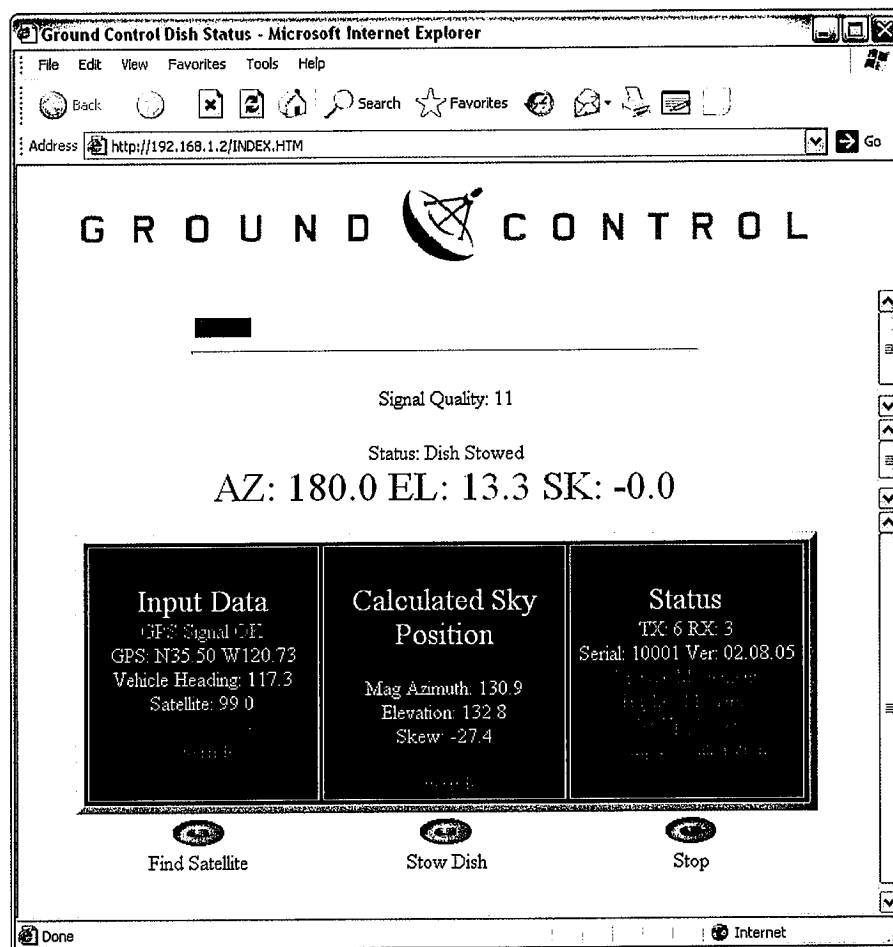 Ground Control Dish Status - Microsoft Internet Explorer
File Edit View Favorites Tools Help
Back Search Favorites
Address http://192.168.1.2/INDEX.HTM Go
GROUND CONTROL
Signal Quality: 11
Status: Dish Stowed
AZ: 180.0 EL: 13.3 SK: -0.0
Input Data
GPS Signal OK
GPS: N35.50 W120.73
Vehicle Heading: 117.3
Satellite: 99.0
Calculated Sky
Position
Mag Azimuth: 130.9
Elevation: 132.8
Skew: -27.4
Status
TX: 6 RX: 3
Serial: 10001 Ver: 02.08.05
Find Satellite
Stow Dish
Stop
Done Internet